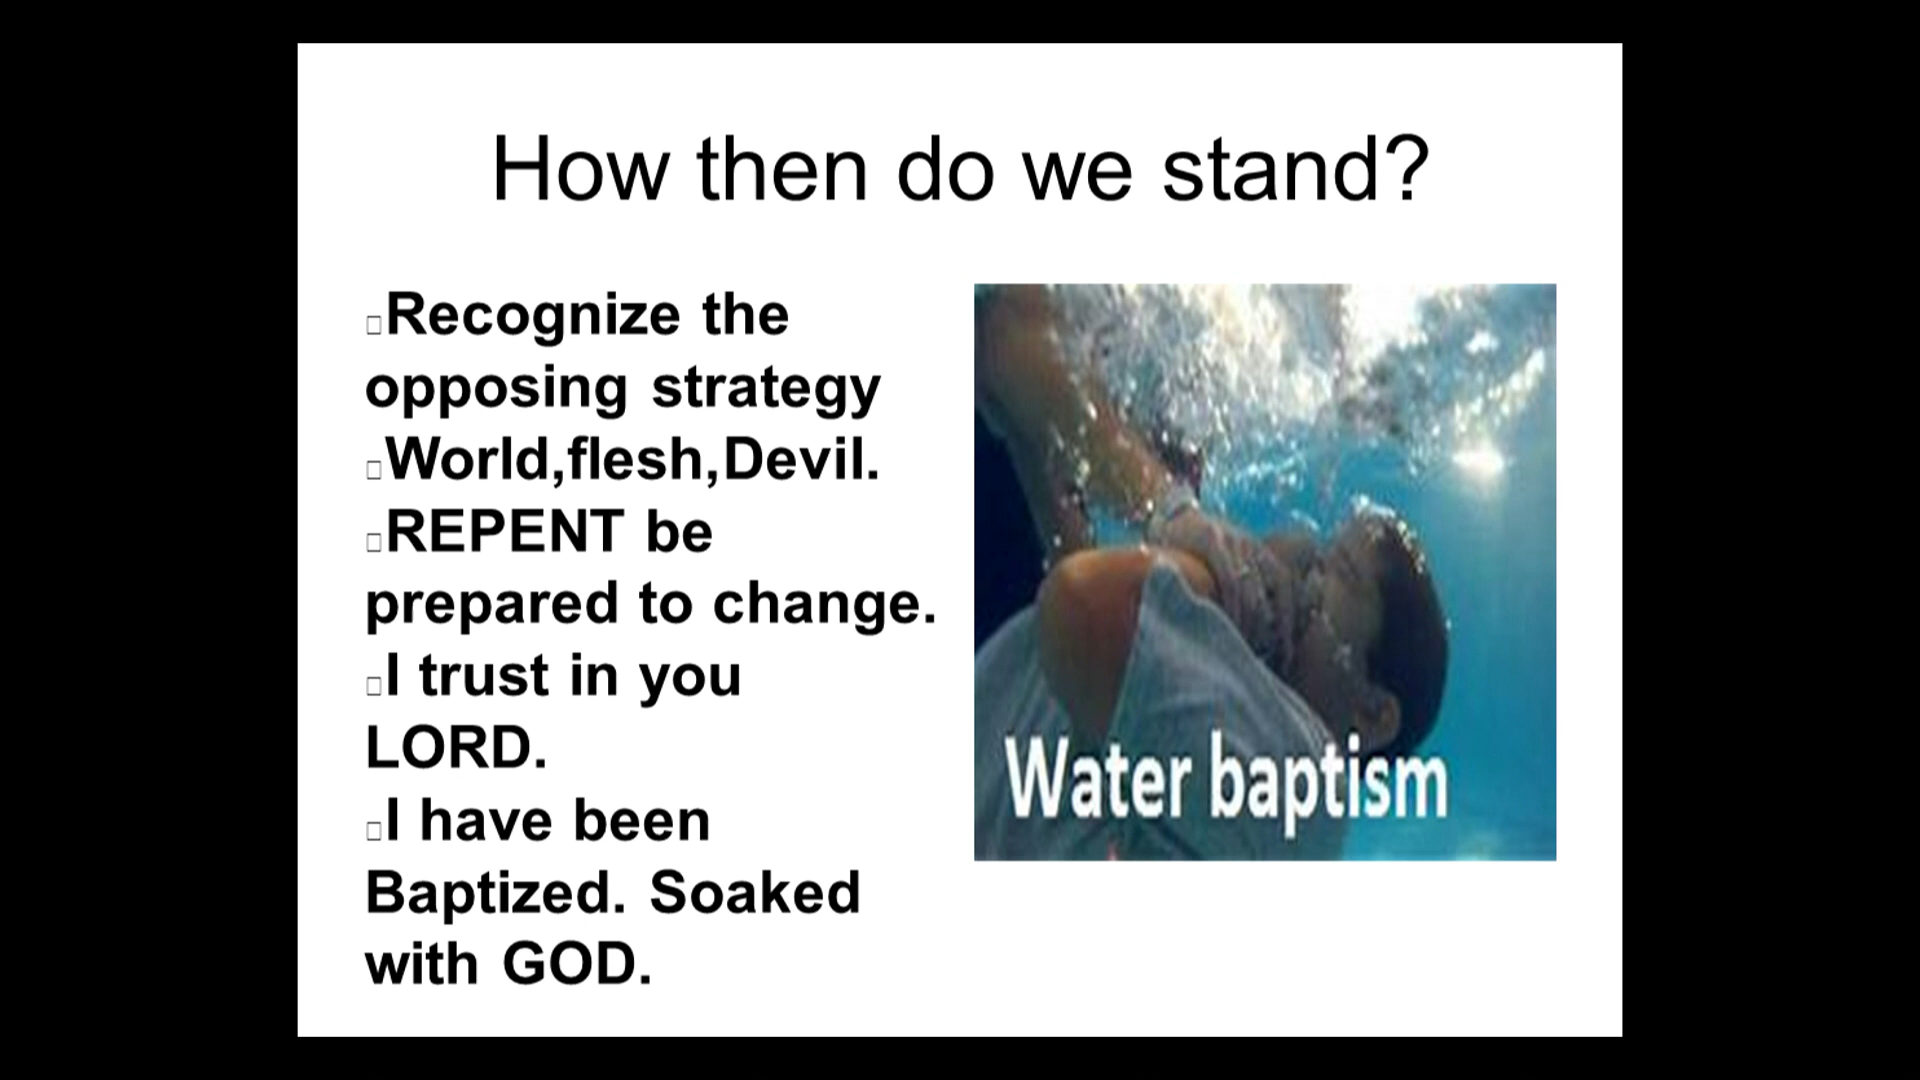 How then do we stand?
Recognize the
opposing strategy
World,flesh,Devil.
REPENT be
prepared to change.
I trust in you
LORD.
I have been
Baptized. Soaked
with GOD.
Water baptism